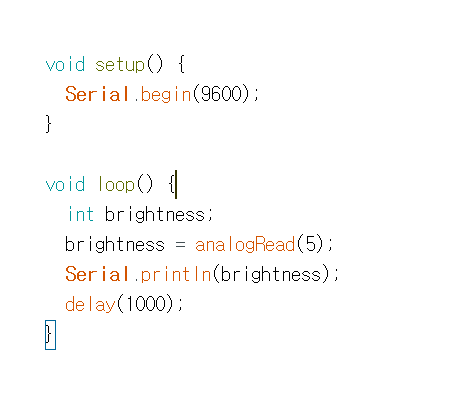 void setup() {
  Serial.begin(9600);
}

void loop() {
  int brightness;
  brightness = analogRead(5);
  Serial.println(brightness);
  delay(1000);
}